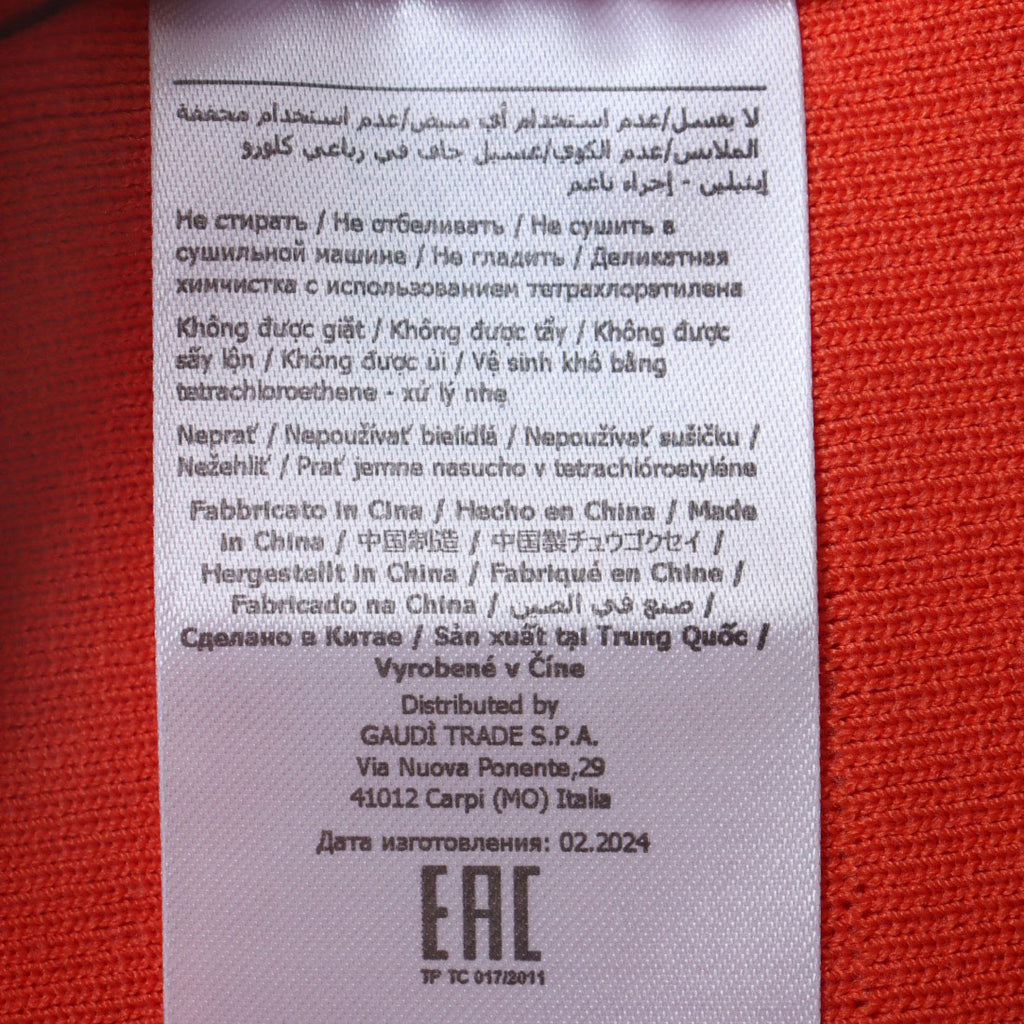 لا يغسل/عدم استخدام أي مبيض/عدم استخدام مجففة
الملابس/عدم الكوي/غسيل جاف في رباعي كلورو
إيثيلين - إجراء ناعم
Не стирать / Не отбеливать / Не сушить в
сушильной машине / Не гладить / Деликатная
химчистка с использованием тетрахлорэтилена
Không được giặt / Không được tẩy / Không được
sấy lộn / Không được ủi / Vệ sinh khô bằng
tetrachloroethene - xử lý nhẹ
Neprať / Nepoužívať bielidlá / Nepoužívať sušičku /
Nežehliť / Prať jemne nasucho v tetrachlóroetyléne
Fabbricato in Cina / Hecho en China / Made
in China / 中国制造 / 中国製チュウゴクセイ /
Hergestellt in China / Fabriqué en Chine /
Fabricado na China / صنع في الصين /
Сделано в Китае / Sản xuất tại Trung Quốc /
Vyrobené v Číne
Distributed by
GAUDÌ TRADE S.P.A.
Via Nuova Ponente,29
41012 Carpi (MO) Italia
Дата изготовления: 02.2024
EAC
ТР ТС 017/2011